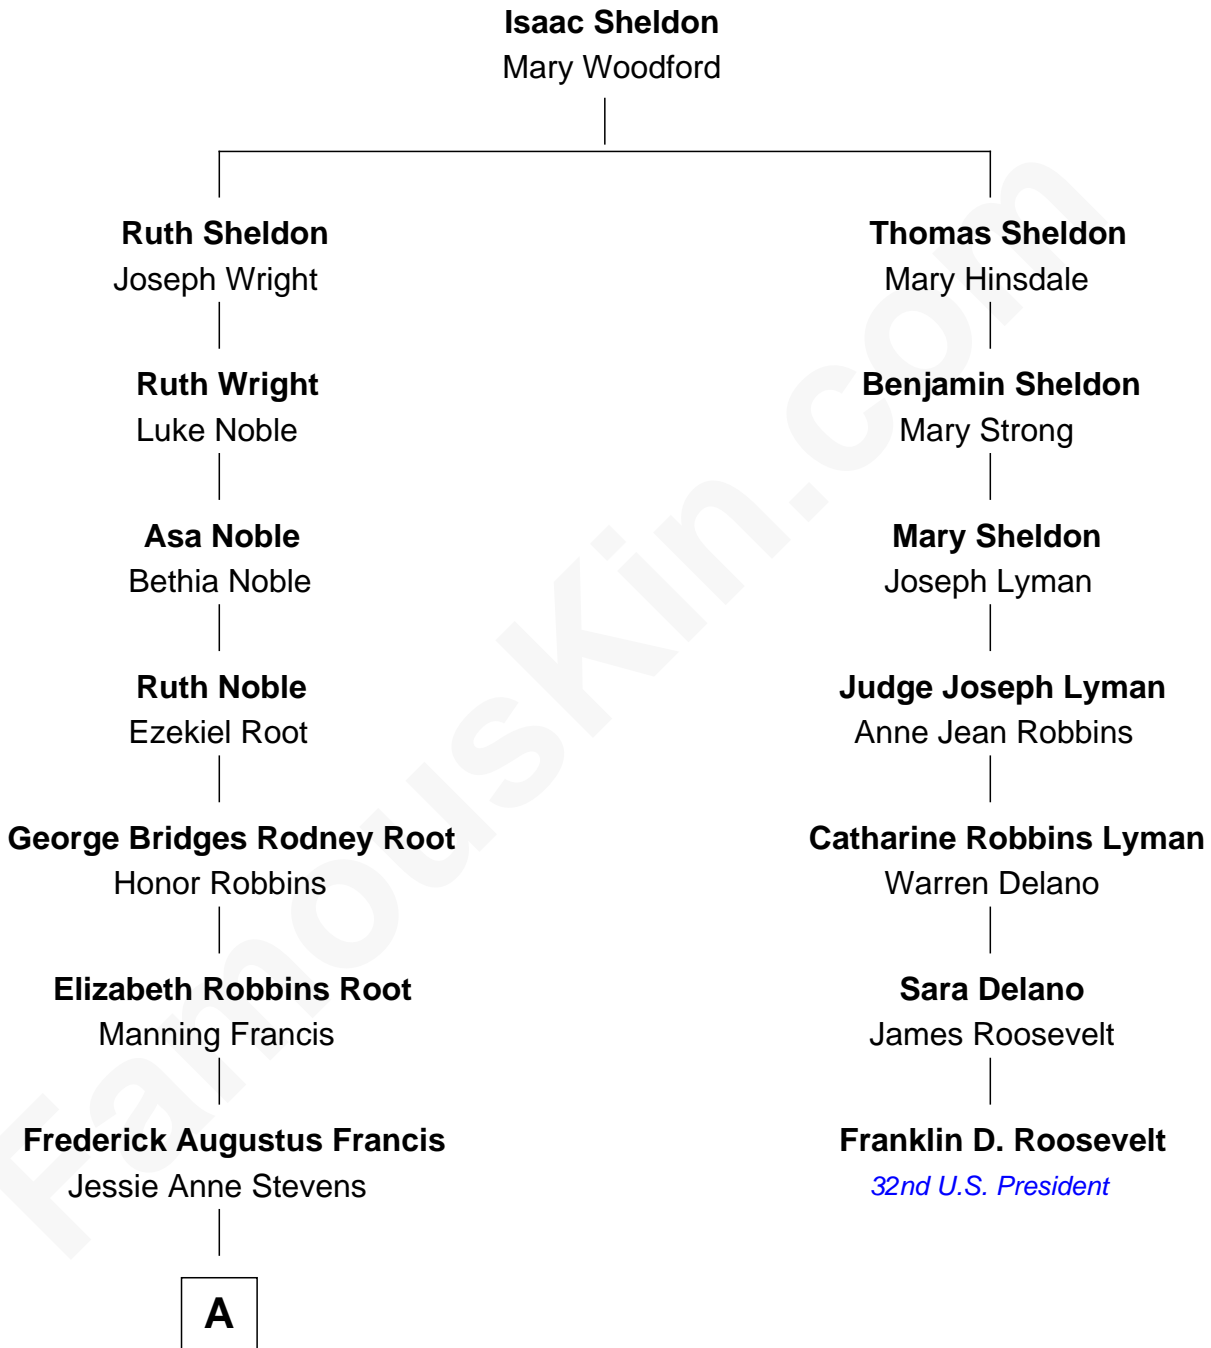 Isaac Sheldon
Mary Woodford
Ruth Sheldon
Joseph Wright
Thomas Sheldon
Mary Hinsdale
Ruth Wright
Luke Noble
Benjamin Sheldon
Mary Strong
Asa Noble
Bethia Noble
Mary Sheldon
Joseph Lyman
Ruth Noble
Ezekiel Root
Judge Joseph Lyman
Anne Jean Robbins
George Bridges Rodney Root
Honor Robbins
Catharine Robbins Lyman
Warren Delano
Elizabeth Robbins Root
Manning Francis
Sara Delano
James Roosevelt
Frederick Augustus Francis
Jessie Anne Stevens
Franklin D. Roosevelt
32nd U.S. President
A
FamousKin.com